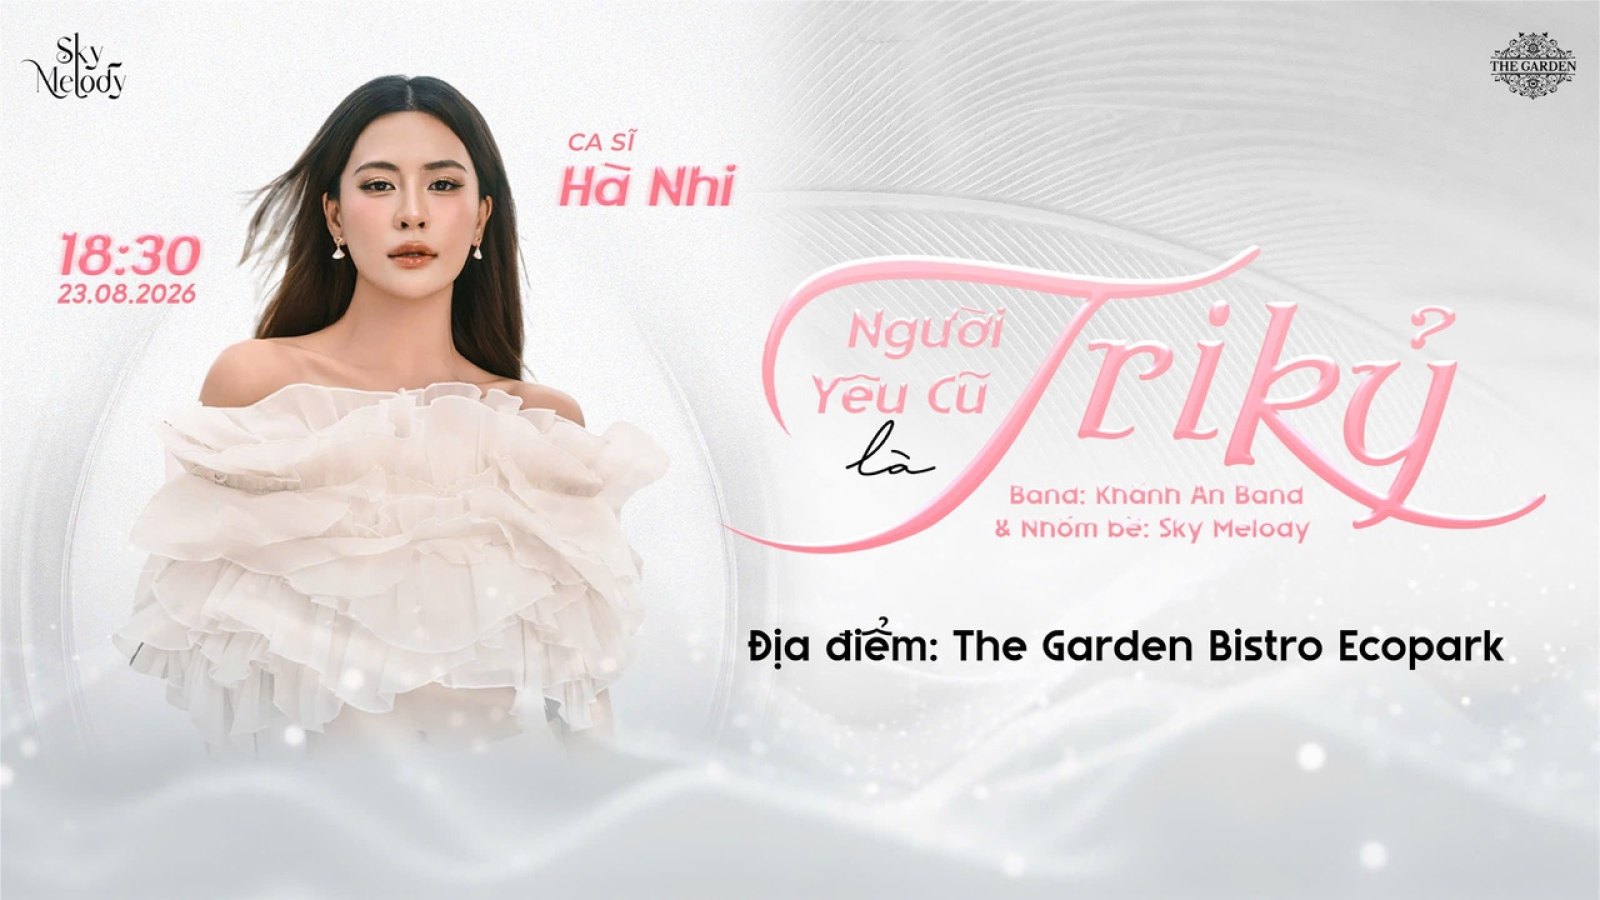 Sky
Melody
THE GARDEN
CA SĨ
Hà Nhi
18:30
23.08.2026
Người
Yêu Cũ
là
Tri kỷ
Band: Khánh Ân Band
& Nhóm bè: Sky Melody
Địa điểm: The Garden Bistro Ecopark